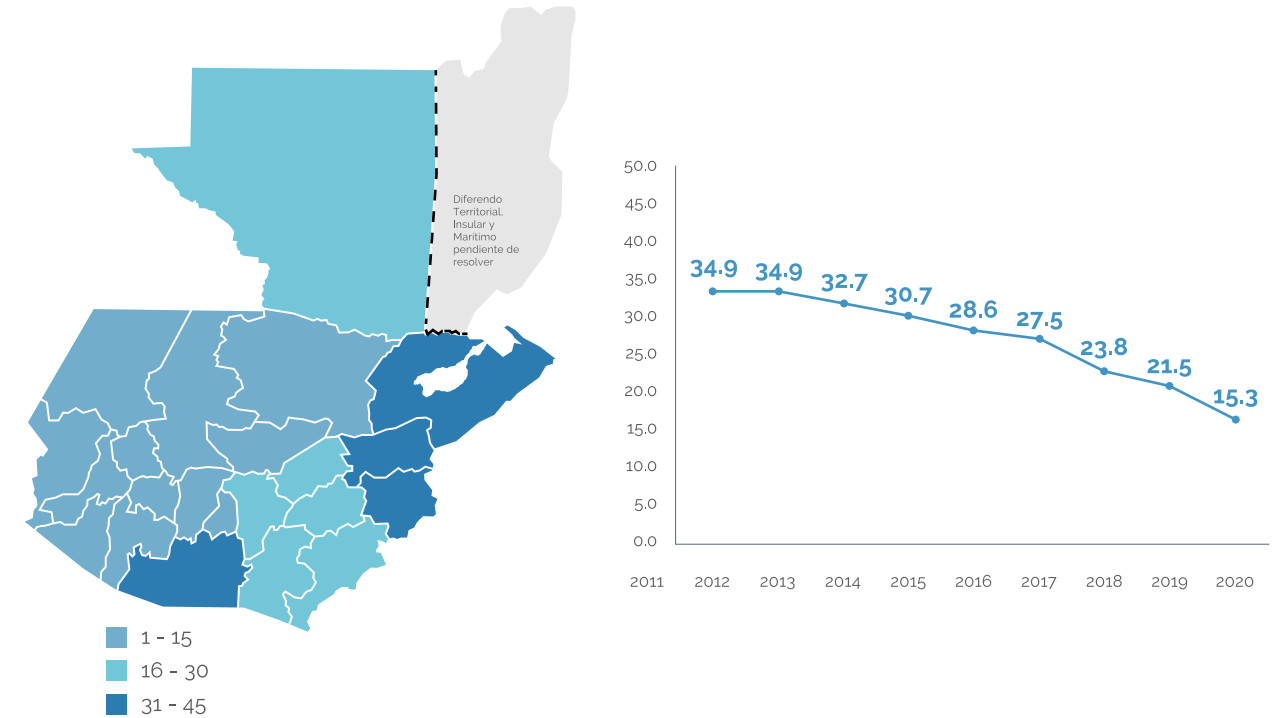 Diferendo
Territorial,
Insular y
Marítimo
pendiente de
resolver
1 - 15
16 - 30
31 - 45
50.0
45.0
40.0
35.0
30.0
25.0
20.0
15.0
10.0
5.0
0.0
34.9 34.9 32.7 30.7 28.6 27.5 23.8 21.5 15.3
2011 2012 2013 2014 2015 2016 2017 2018 2019 2020